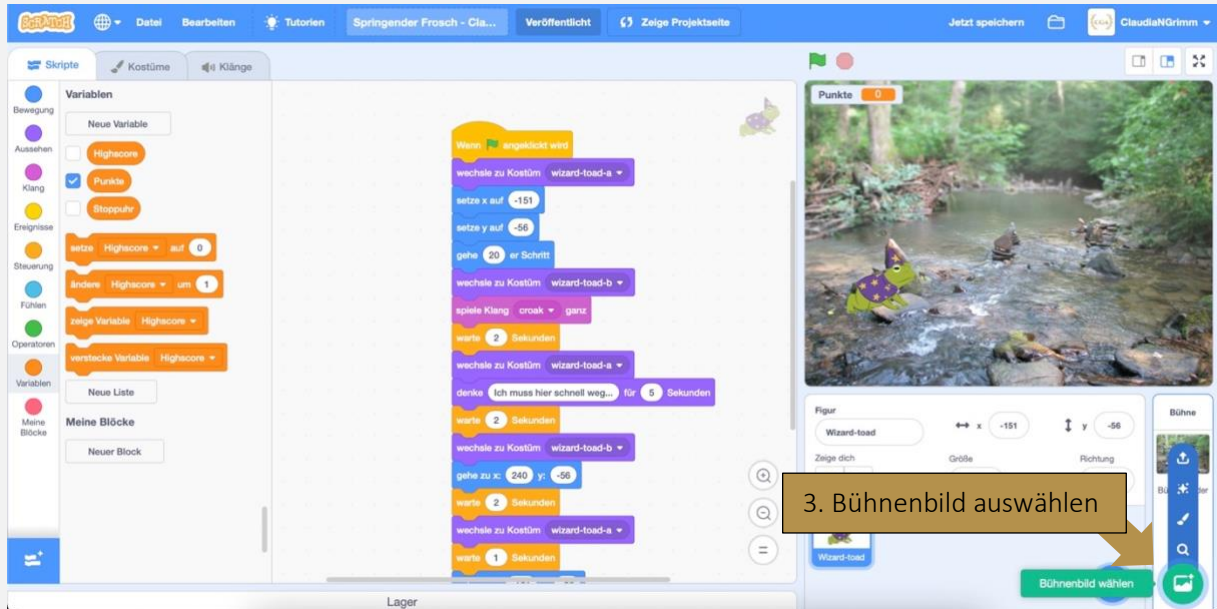 SCRATCH
Datei
Bearbeiten
Tutorien
Springender Frosch - Cla...
Veröffentlicht
Zeige Projektseite
Jetzt speichern
ClaudiaNGrimm
Skripte
Kostüme
Klänge
Bewegung
Aussehen
Klang
Ereignisse
Steuerung
Fühlen
Operatoren
Variablen
Meine
Blöcke
Variablen
Neue Variable
Highscore
Punkte
Stoppuhr
setze Highscore auf 0
ändere Highscore um 1
zeige Variable Highscore
verstecke Variable Highscore
Neue Liste
Meine Blöcke
Neuer Block
Wenn angeklickt wird
wechsle zu Kostüm wizard-toad-a
setze x auf -151
setze y auf -56
gehe 20 er Schritt
wechsle zu Kostüm wizard-toad-b
spiele Klang croak ganz
warte 2 Sekunden
wechsle zu Kostüm wizard-toad-a
denke Ich muss hier schnell weg... für 5 Sekunden
warte 2 Sekunden
wechsle zu Kostüm wizard-toad-b
gehe zu x: 240 y: -56
warte 2 Sekunden
wechsle zu Kostüm wizard-toad-a
warte 1 Sekunden
Lager
Punkte 0
Figur
Wizard-toad
x -151
y -56
Zeige dich
Größe
Richtung
Wizard-toad
Bühne
3. Bühnenbild auswählen
Bühnenbild wählen